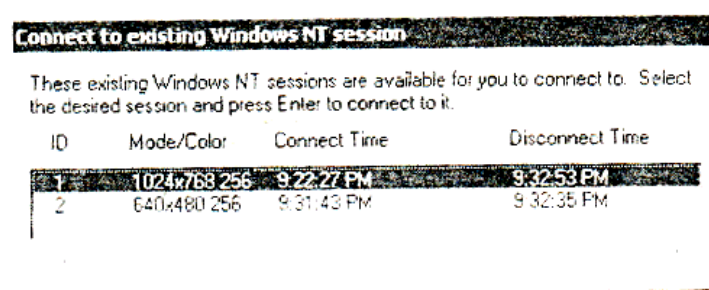 Connect to existing Windows NT session
These existing Windows NT sessions are available for you to connect to. Select
the desired session and press Enter to connect to it.
ID Mode/Color Connect Time Disconnect Time
1 1024x768 256 9:22:27 PM 9:32:53 PM
2 640x480 256 9:31:43 PM 9:32:35 PM